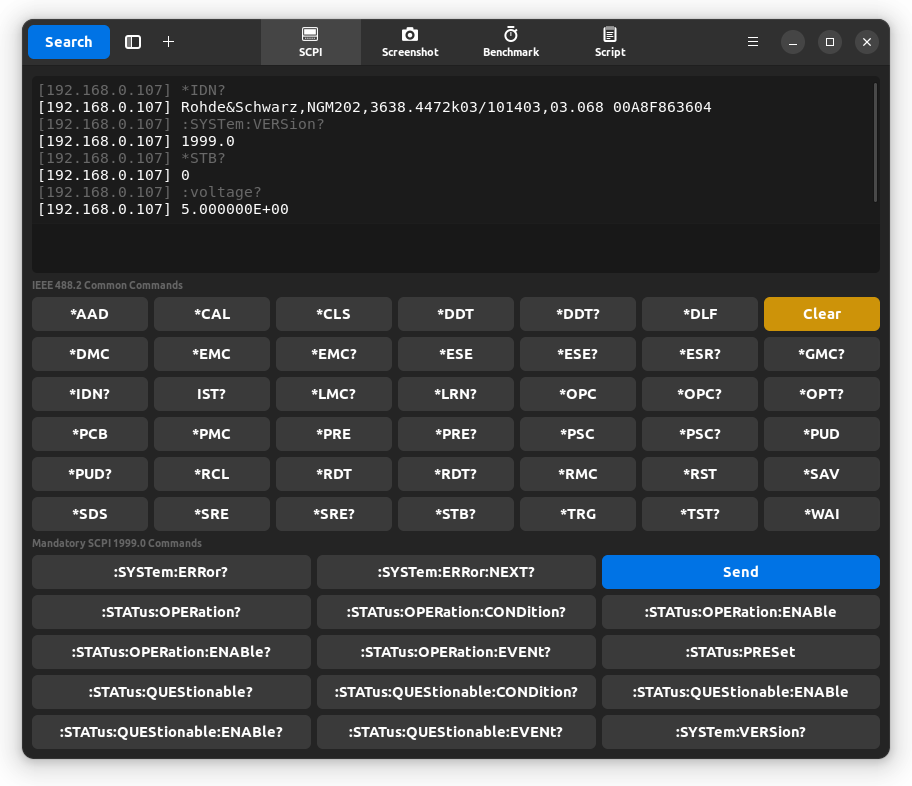 Search SCPI Screenshot Benchmark Script
[192.168.0.107] *IDN?
[192.168.0.107] Rohde&Schwarz,NGM202,3638.4472k03/101403,03.068 00A8F863604
[192.168.0.107] :SYSTem:VERSion?
[192.168.0.107] 1999.0
[192.168.0.107] *STB?
[192.168.0.107] 0
[192.168.0.107] :voltage?
[192.168.0.107] 5.000000E+00
IEEE 488.2 Common Commands
*AAD *CAL *CLS *DDT *DDT? *DLF Clear
*DMC *EMC *EMC? *ESE *ESE? *ESR? *GMC?
*IDN? IST? *LMC? *LRN? *OPC *OPC? *OPT?
*PCB *PMC *PRE *PRE? *PSC *PSC? *PUD
*PUD? *RCL *RDT *RDT? *RMC *RST *SAV
*SDS *SRE *SRE? *STB? *TRG *TST? *WAI
Mandatory SCPI 1999.0 Commands
:SYSTem:ERRor? :SYSTem:ERRor:NEXT? Send
:STATus:OPERation? :STATus:OPERation:CONDition? :STATus:OPERation:ENABle
:STATus:OPERation:ENABle? :STATus:OPERation:EVENt? :STATus:PRESet
:STATus:QUEStionable? :STATus:QUEStionable:CONDition? :STATus:QUEStionable:ENABle
:STATus:QUEStionable:ENABle? :STATus:QUEStionable:EVENt? :SYSTem:VERSion?